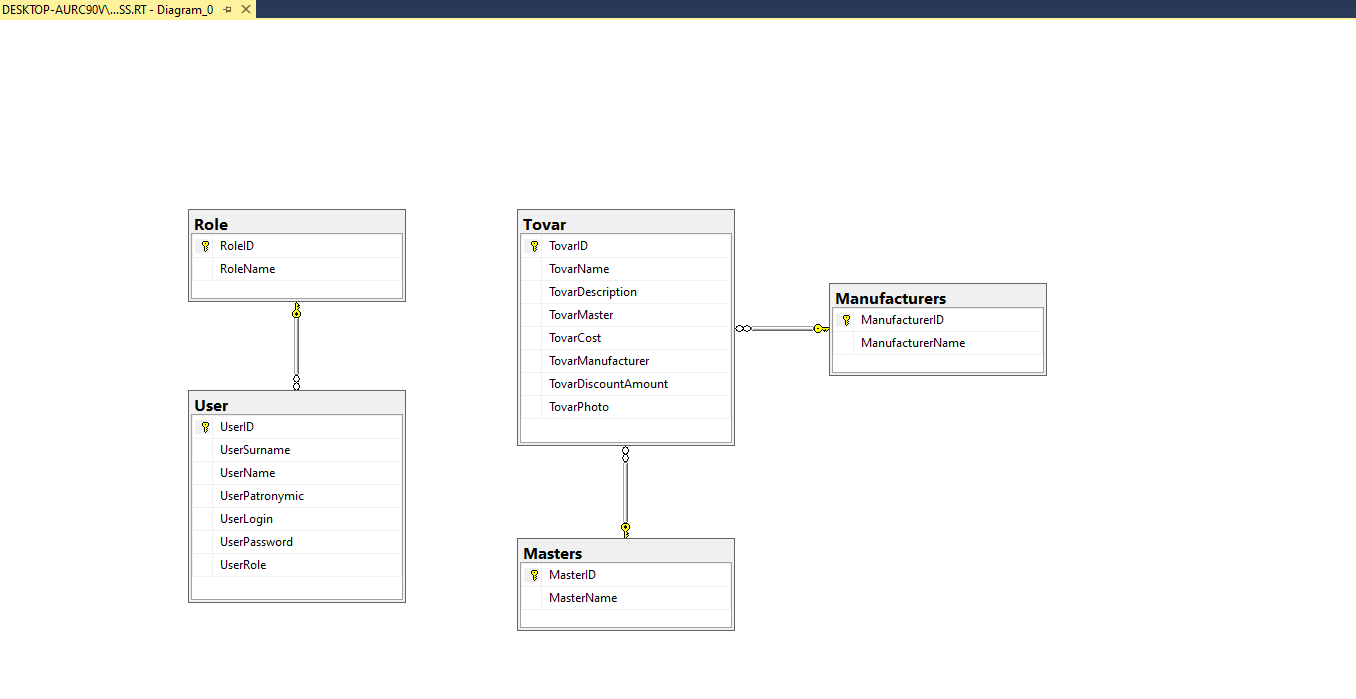 DESKTOP-AURC90V\...SS.RT - Diagram_0
Role
RoleID
RoleName
User
UserID
UserSurname
UserName
UserPatronymic
UserLogin
UserPassword
UserRole
Tovar
TovarID
TovarName
TovarDescription
TovarMaster
TovarCost
TovarManufacturer
TovarDiscountAmount
TovarPhoto
Manufacturers
ManufacturerID
ManufacturerName
Masters
MasterID
MasterName